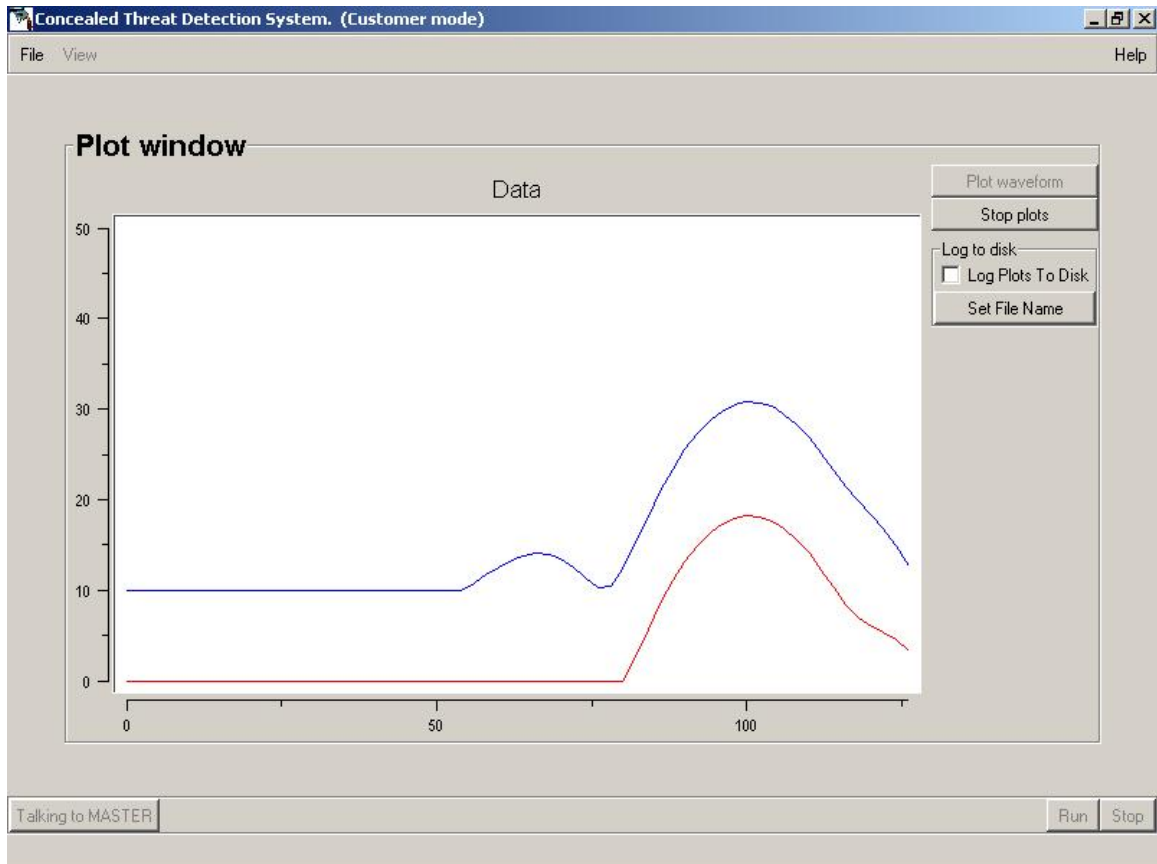 Concealed Threat Detection System. (Customer mode)
File View Help
Plot window
Data
Plot waveform
Stop plots
Log to disk
Log Plots To Disk
Set File Name
50
40
30
20
10
0
0 50 100
Talking to MASTER Run Stop